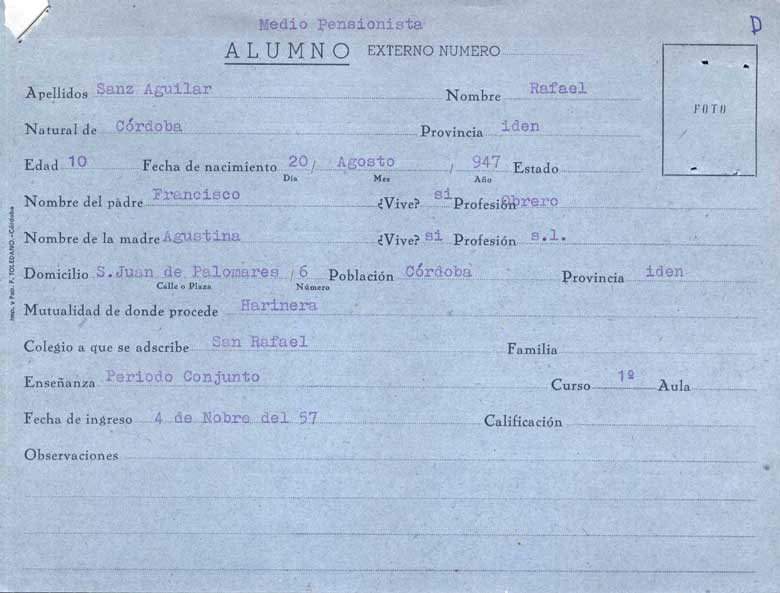 Medio Pensionista
D
ALUMNO EXTERNO NUMERO
FOTO
Apellidos Sanz Aguilar Nombre Rafael
Natural de Córdoba Provincia iden
Edad 10 Fecha de nacimiento 20 / Agosto / 947 Estado
Día Mes Año
Nombre del padre Francisco ¿Vive? si Profesión Obrero
Nombre de la madre Agustina ¿Vive? si Profesión s.l.
Domicilio S.Juan de Palomares / 6 Población Córdoba Provincia iden
Calle o Plaza Número
Mutualidad de donde procede Harinera
Colegio a que se adscribe San Rafael Familia
Enseñanza Periodo Conjunto Curso 1º Aula
Fecha de ingreso 4 de Nobre del 57 Calificación
Observaciones
Imp. y Pap. F. TOLEDANO.-Córdoba